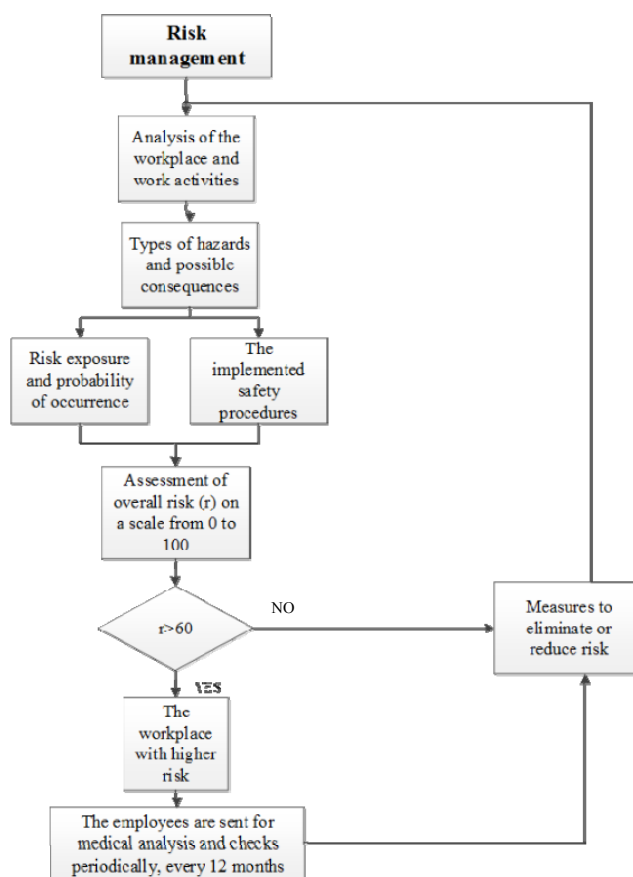 Risk
management
Analysis of the
workplace and
work activities
Types of hazards
and possible
consequences
Risk exposure
and probability
of occurrence
The
implemented
safety
procedures
Assessment of
overall risk (r) on
a scale from 0 to
100
r>60
NO
Measures to
eliminate or
reduce risk
YES
The
workplace
with higher
risk
The employees are sent for
medical analysis and checks
periodically, every 12 months